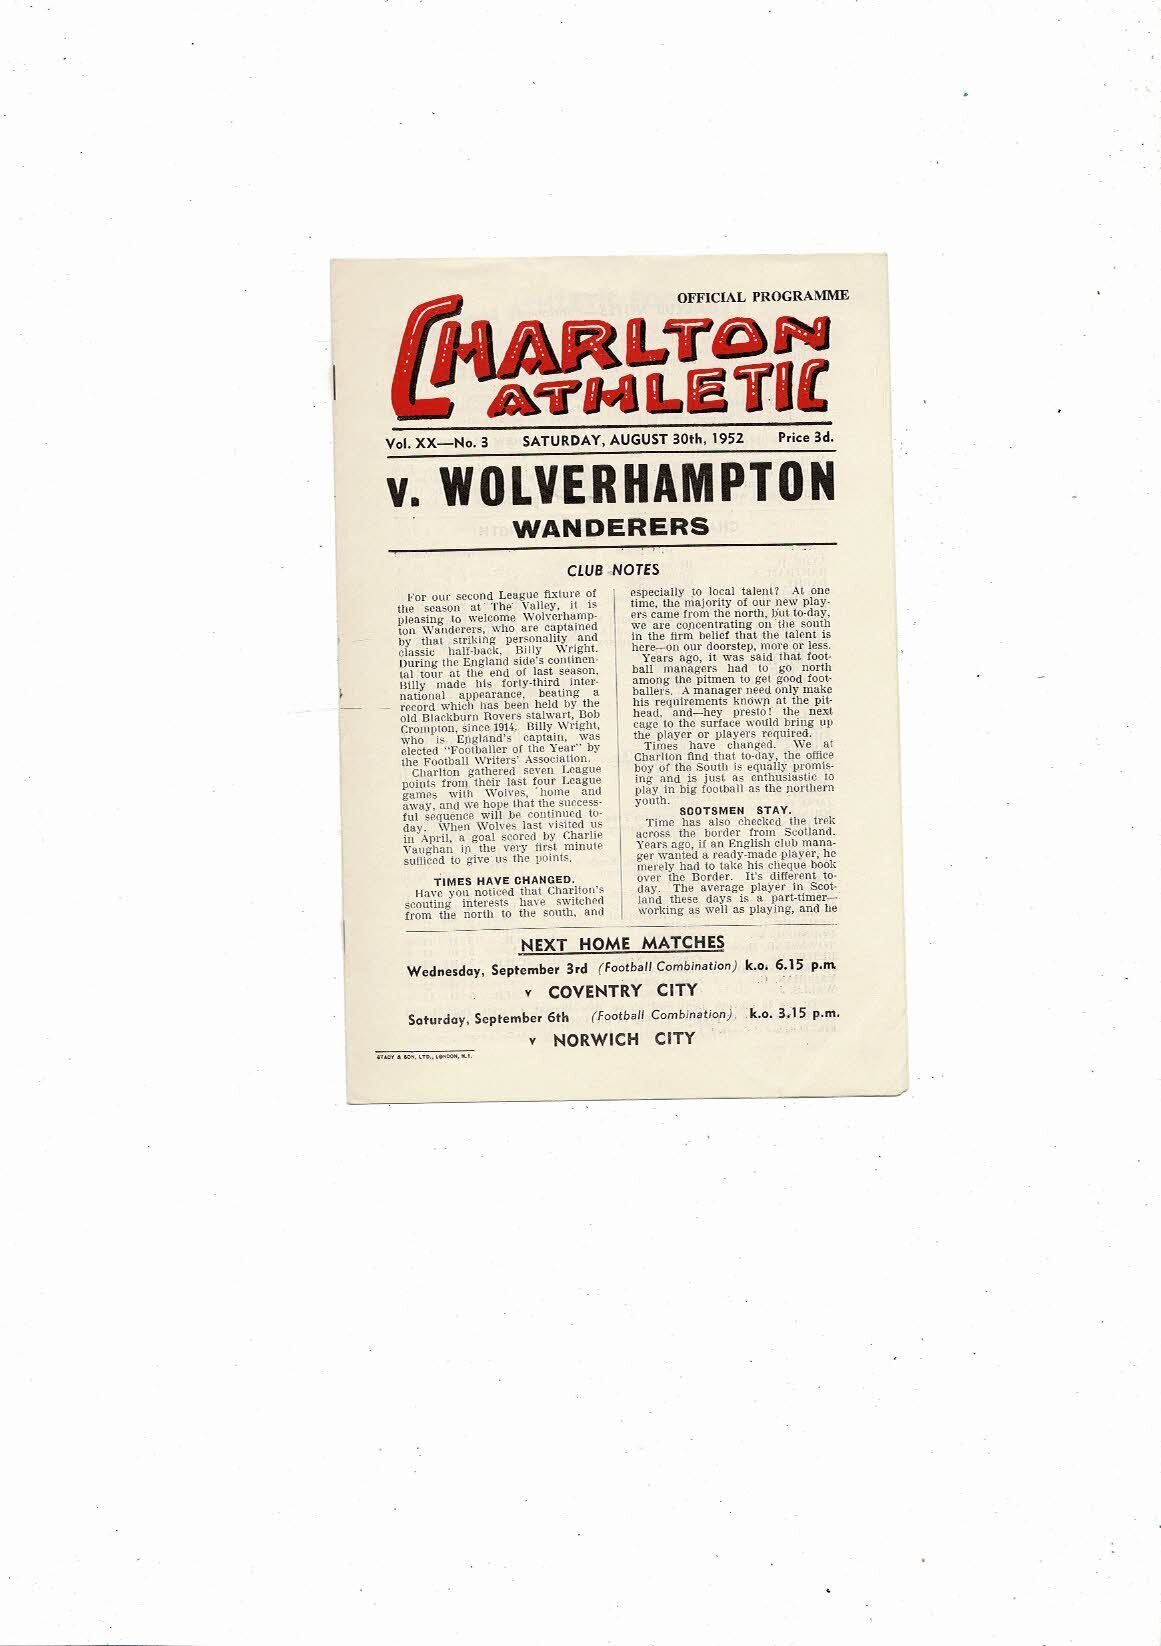 OFFICIAL PROGRAMME
CHARLTON
ATHLETIC
Vol. XX—No. 3 SATURDAY, AUGUST 30th, 1952 Price 3d.
v. WOLVERHAMPTON
WANDERERS
CLUB NOTES
For our second League fixture of
the season at The Valley, it is
pleasing to welcome Wolverhamp-
ton Wanderers, who are captained
by that striking personality and
classic half-back, Billy Wright.
During the England side's continen-
tal tour at the end of last season,
Billy made his forty-third inter-
national appearance, beating a
record which has been held by the
old Blackburn Rovers stalwart, Bob
Crompton, since 1914. Billy Wright,
who is England's captain, was
elected "Footballer of the Year" by
the Football Writers' Association.
Charlton gathered seven League
points from their last four League
games with Wolves, home and
away, and we hope that the success-
ful sequence will be continued to-
day. When Wolves last visited us
in April, a goal scored by Charlie
Vaughan in the very first minute
sufficed to give us the points.
TIMES HAVE CHANGED.
Have you noticed that Charlton's
scouting interests have switched
from the north to the south, and
especially to local talent? At one
time, the majority of our new play-
ers came from the north, but to-day,
we are concentrating on the south
in the firm belief that the talent is
here—on our doorstep, more or less.
Years ago, it was said that foot-
ball managers had to go north
among the pitmen to get good foot-
ballers. A manager need only make
his requirements known at the pit-
head, and—hey presto! the next
cage to the surface would bring up
the player or players required.
Times have changed. We at
Charlton find that to-day, the office
boy of the South is equally promis-
ing and is just as enthusiastic to
play in big football as the northern
youth.
SCOTSMEN STAY.
Time has also checked the trek
across the border from Scotland.
Years ago, if an English club mana-
ger wanted a ready-made player, he
merely had to take his cheque book
over the Border. It's different to-
day. The average player in Scot-
land these days is a part-timer—
working as well as playing, and he
NEXT HOME MATCHES
Wednesday, September 3rd (Football Combination) k.o. 6.15 p.m
v COVENTRY CITY
Saturday, September 6th (Football Combination) k.o. 3.15 p.m.
v NORWICH CITY
STADY & SON, LTD., LONDON, N.1.